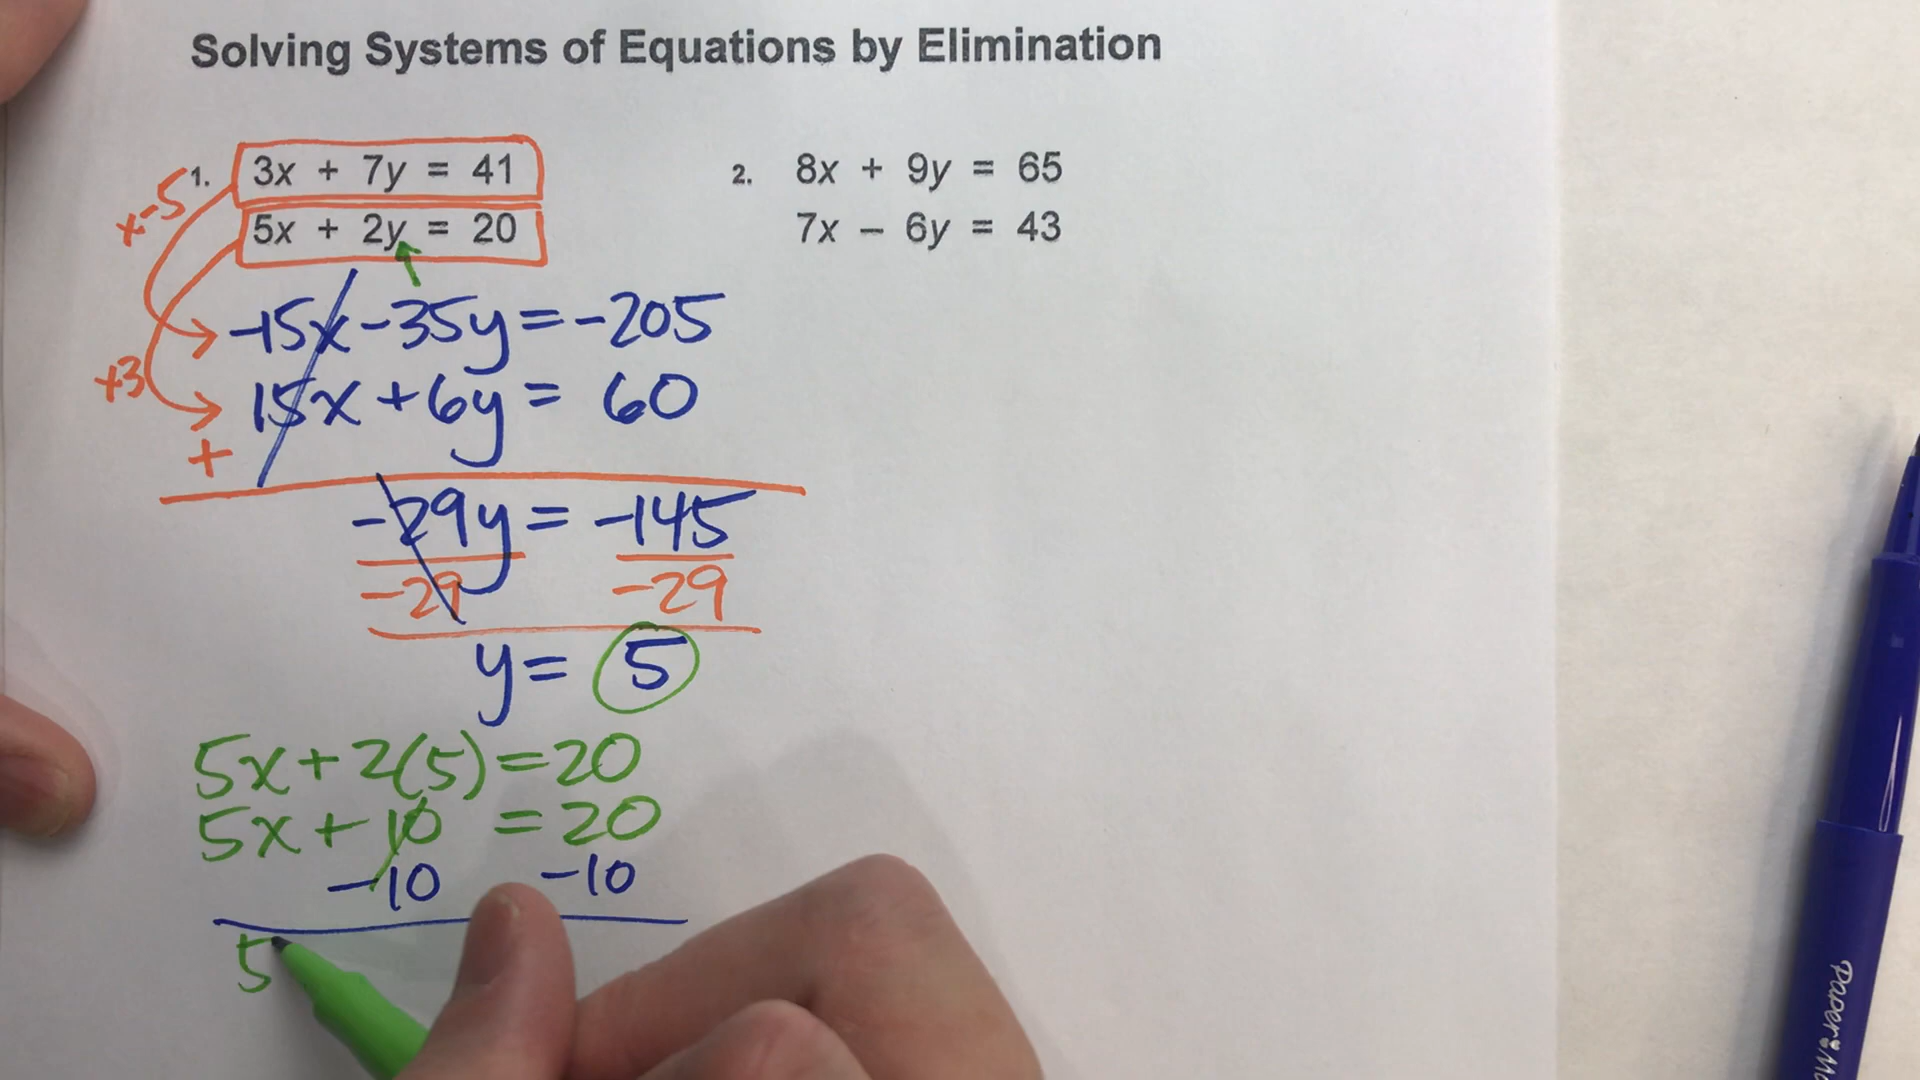 Solving Systems of Equations by Elimination
1. 3x + 7y = 41
5x + 2y = 20
x-5
-15x-35y=-205
x3
15x+6y= 60
+
-29y= -145
-29 -29
y= 5
5x+2(5)=20
5x+10 =20
-10 -10
5
2. 8x + 9y = 65
7x – 6y = 43
Paper